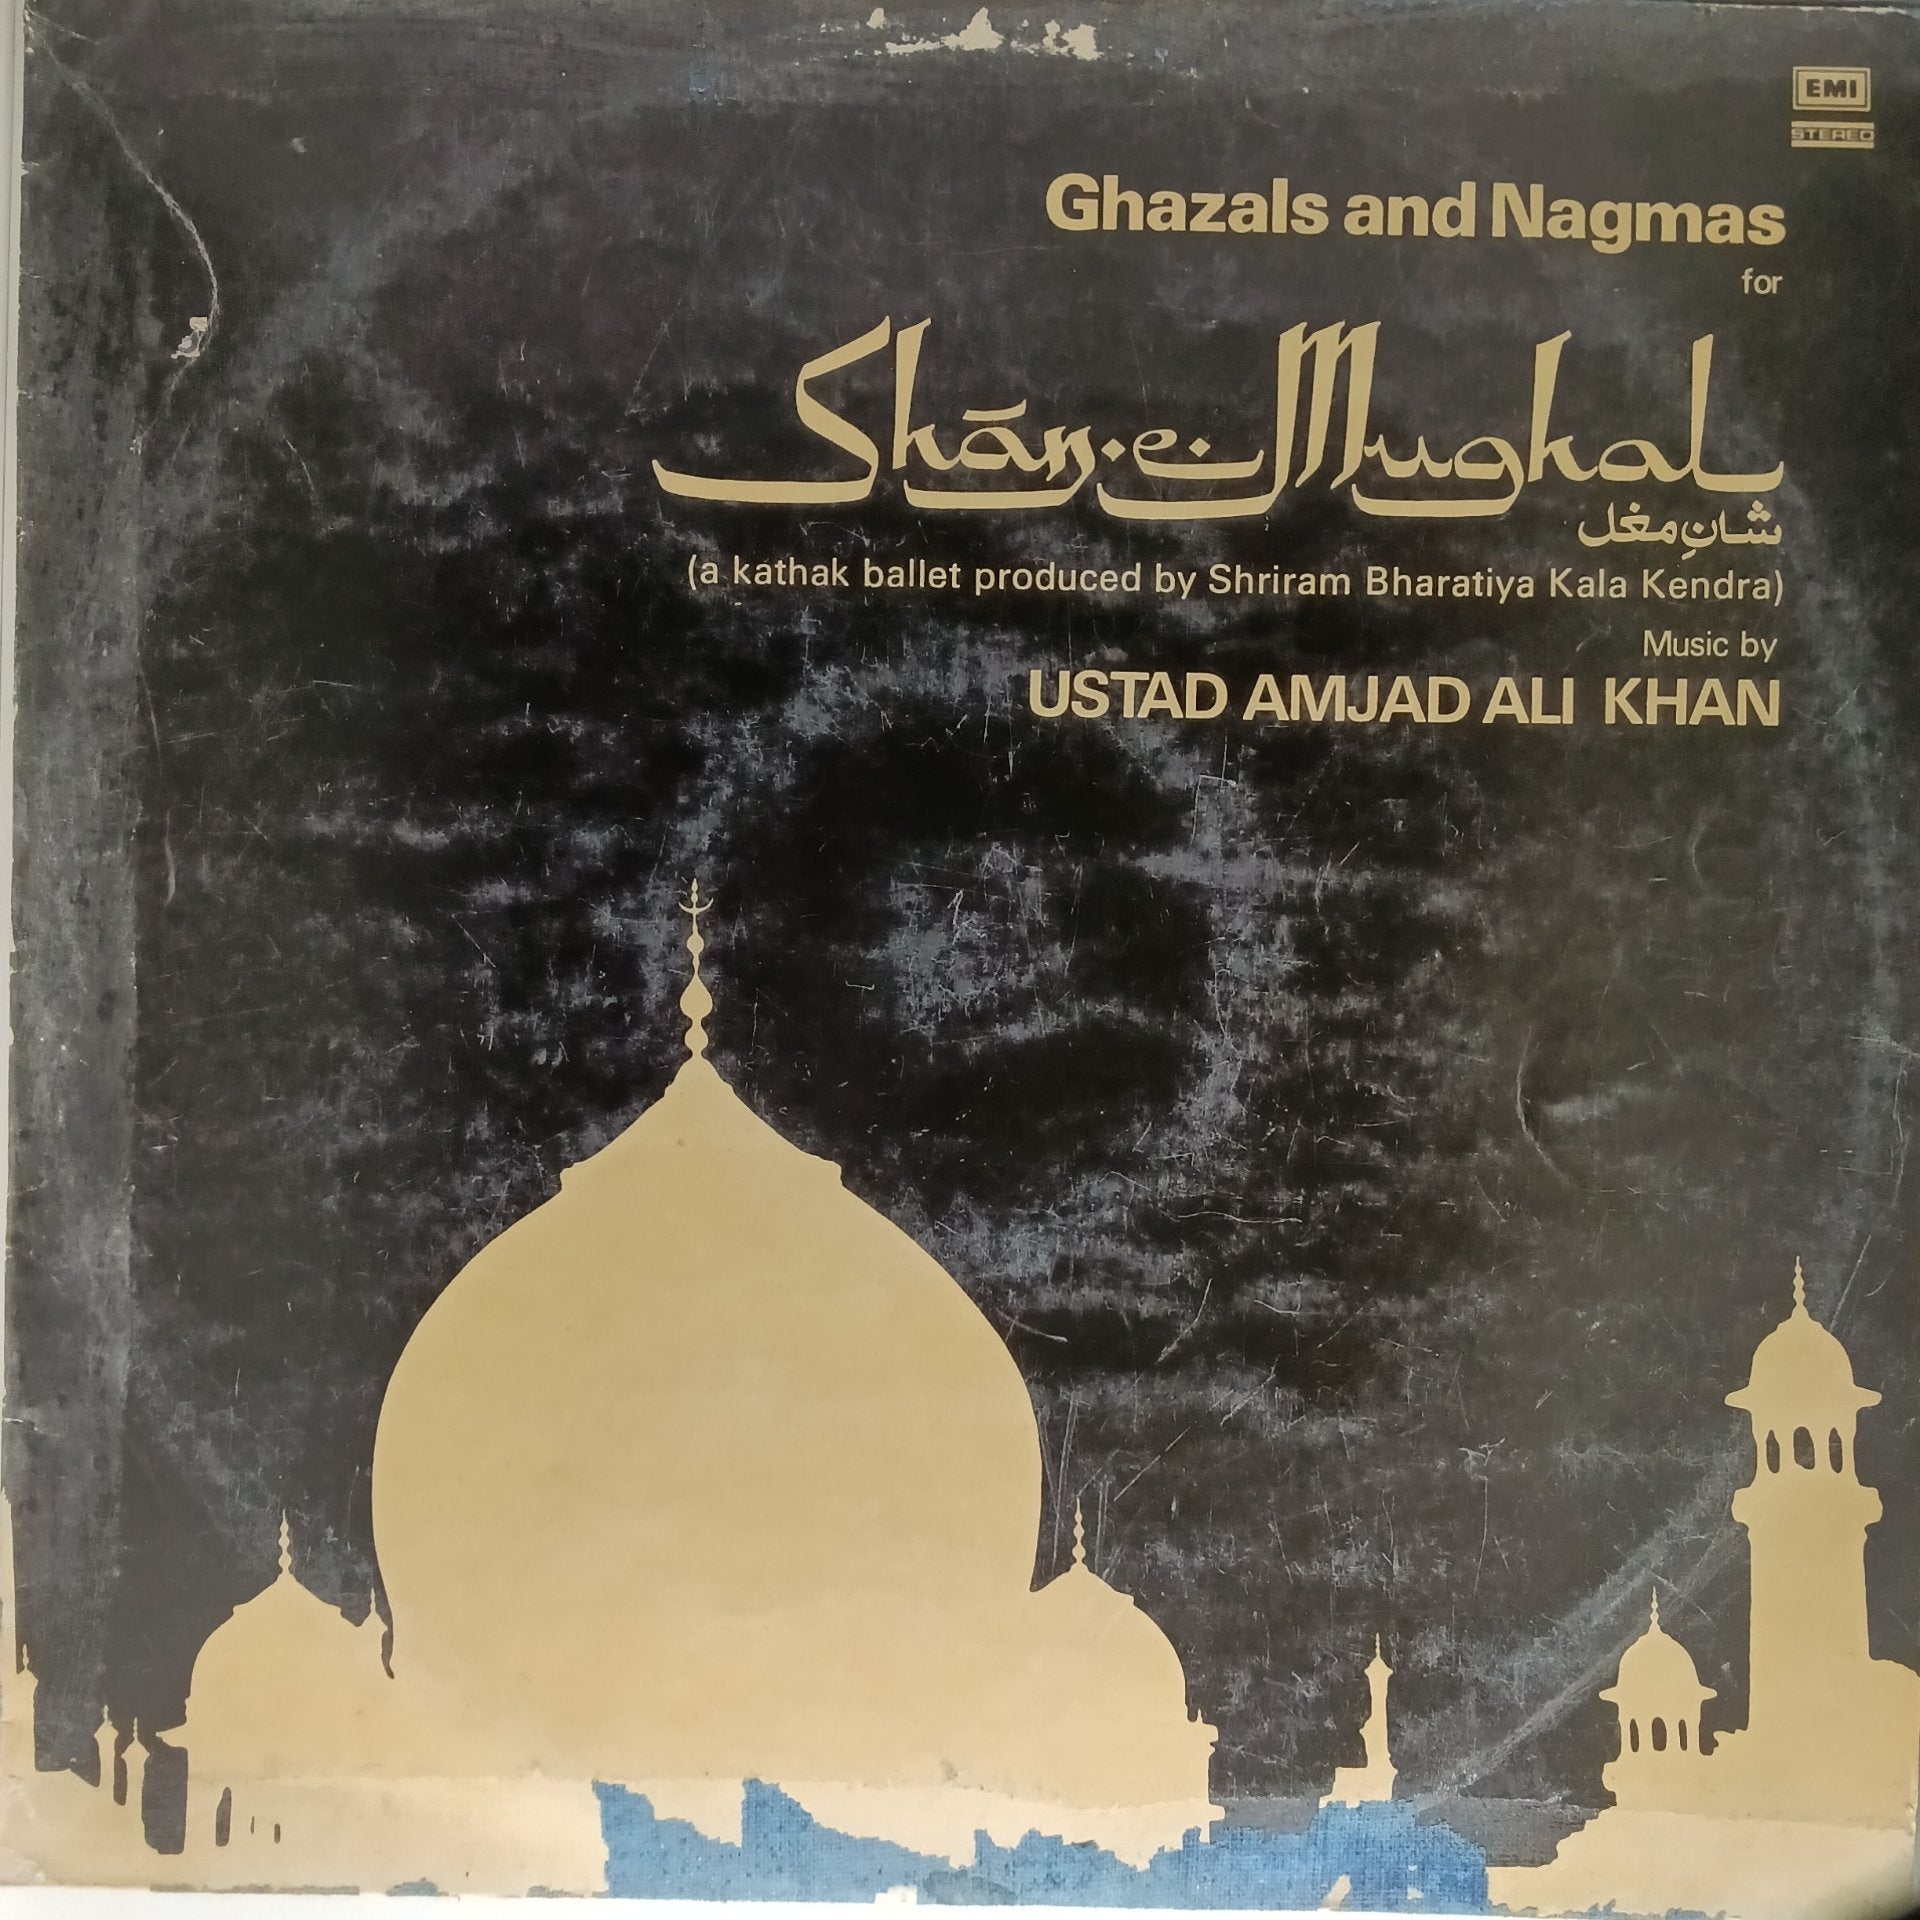 EMI
STEREO
Ghazals and Nagmas
for
Shān·e·Mughal
شانِ مغل
(a kathak ballet produced by Shriram Bharatiya Kala Kendra)
Music by
USTAD AMJAD ALI KHAN